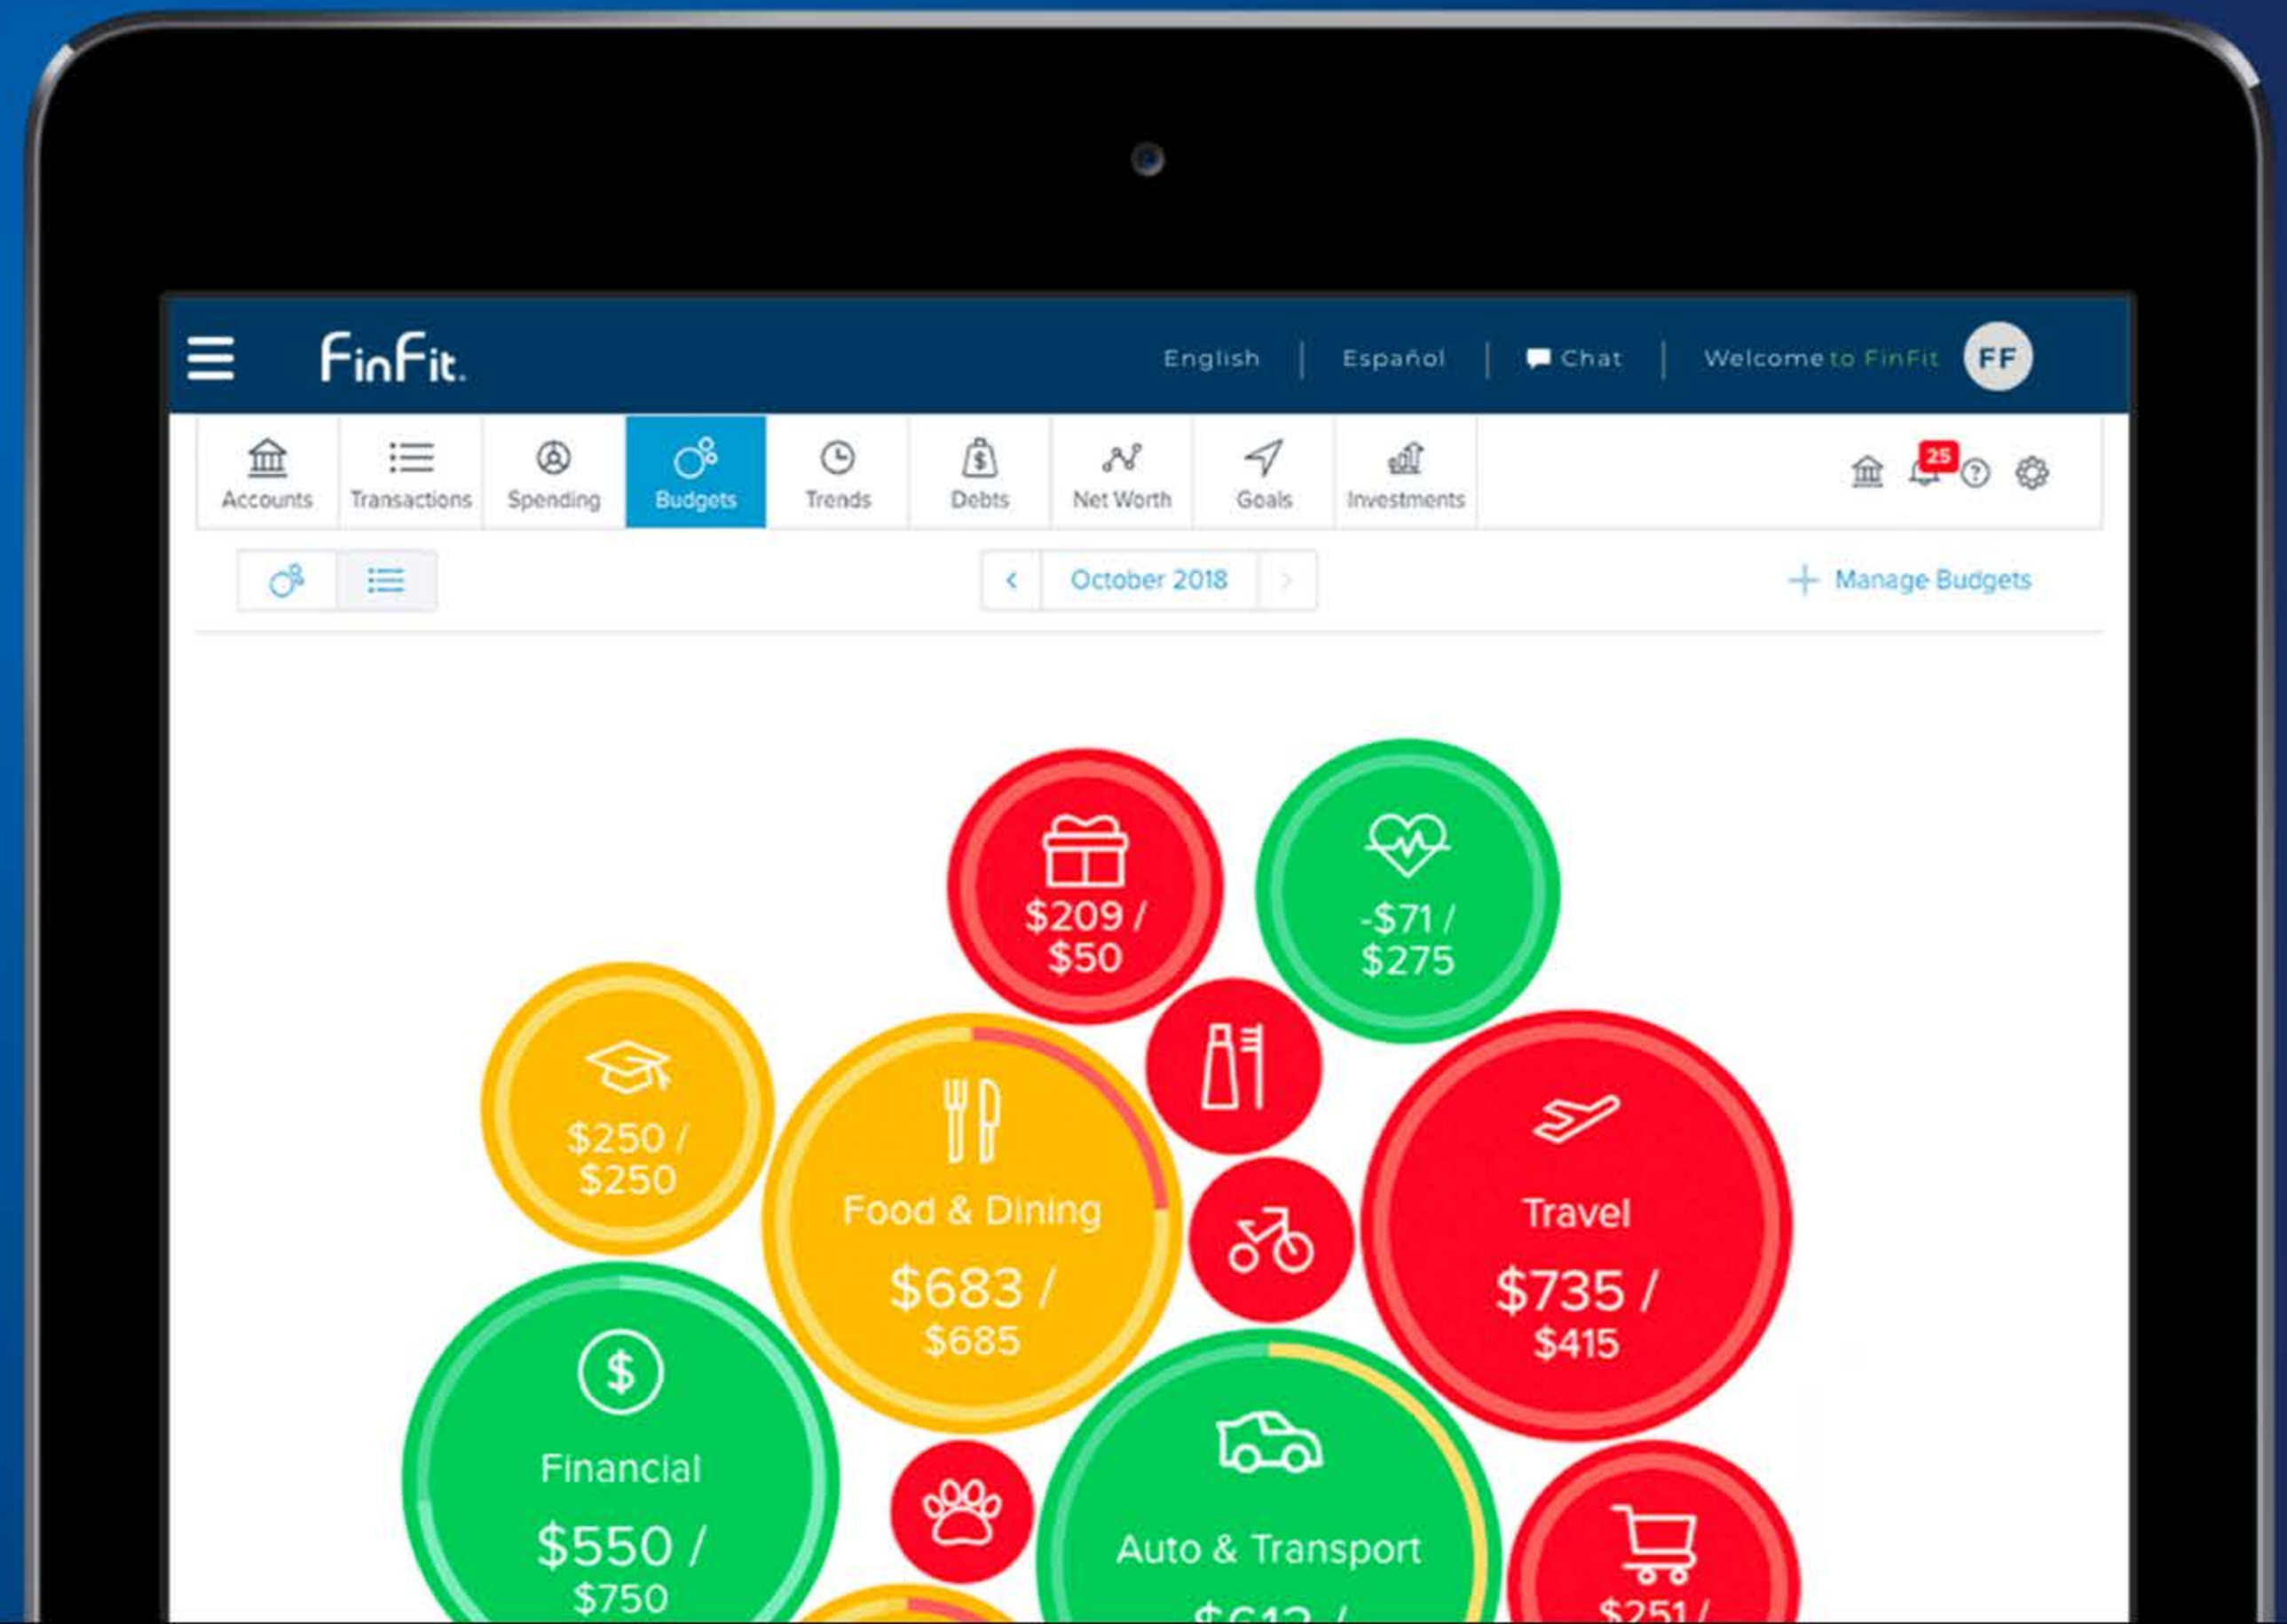 FinFit.
English
Español
Chat
Welcome to FinFit
FF
Accounts
Transactions
Spending
Budgets
Trends
Debts
Net Worth
Goals
Investments
25
October 2018
+ Manage Budgets
$209 /
$50
-$71 /
$275
$250 /
$250
Food & Dining
$683 /
$685
Travel
$735 /
$415
Financial
$550 /
$750
Auto & Transport
$251 /